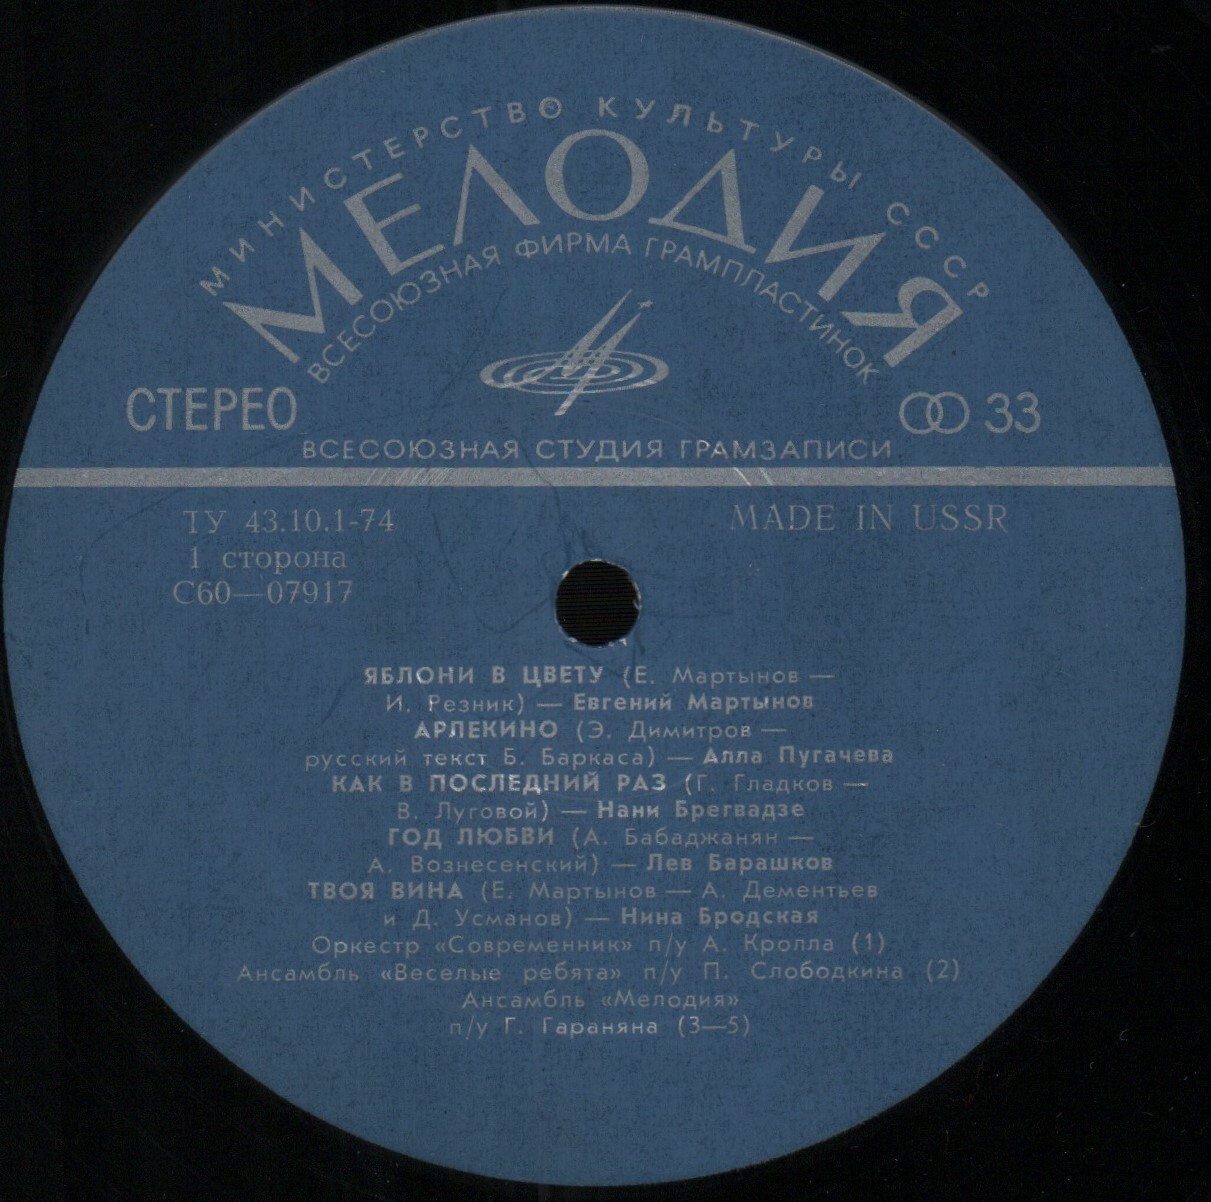 МИНИСТЕРСТВО КУЛЬТУРЫ СССР
МЕЛОДИЯ
ВСЕСОЮЗНАЯ ФИРМА ГРАМПЛАСТИНОК
СТЕРЕО
33
ВСЕСОЮЗНАЯ СТУДИЯ ГРАМЗАПИСИ
ТУ 43.10.1-74
MADE IN USSR
1 сторона
С60—07917
ЯБЛОНИ В ЦВЕТУ (Е. Мартынов —
И. Резник) — Евгений Мартынов
АРЛЕКИНО (Э. Димитров —
русский текст Б. Баркаса) — Алла Пугачева
КАК В ПОСЛЕДНИЙ РАЗ (Г. Гладков —
В. Луговой) — Нани Брегвадзе
ГОД ЛЮБВИ (А. Бабаджанян —
А. Вознесенский) — Лев Барашков
ТВОЯ ВИНА (Е. Мартынов — А. Дементьев
и Д. Усманов) — Нина Бродская
Оркестр «Современник» п/у А. Кролла (1)
Ансамбль «Веселые ребята» п/у П. Слободкина (2)
Ансамбль «Мелодия»
п/у Г. Гараняна (3—5)